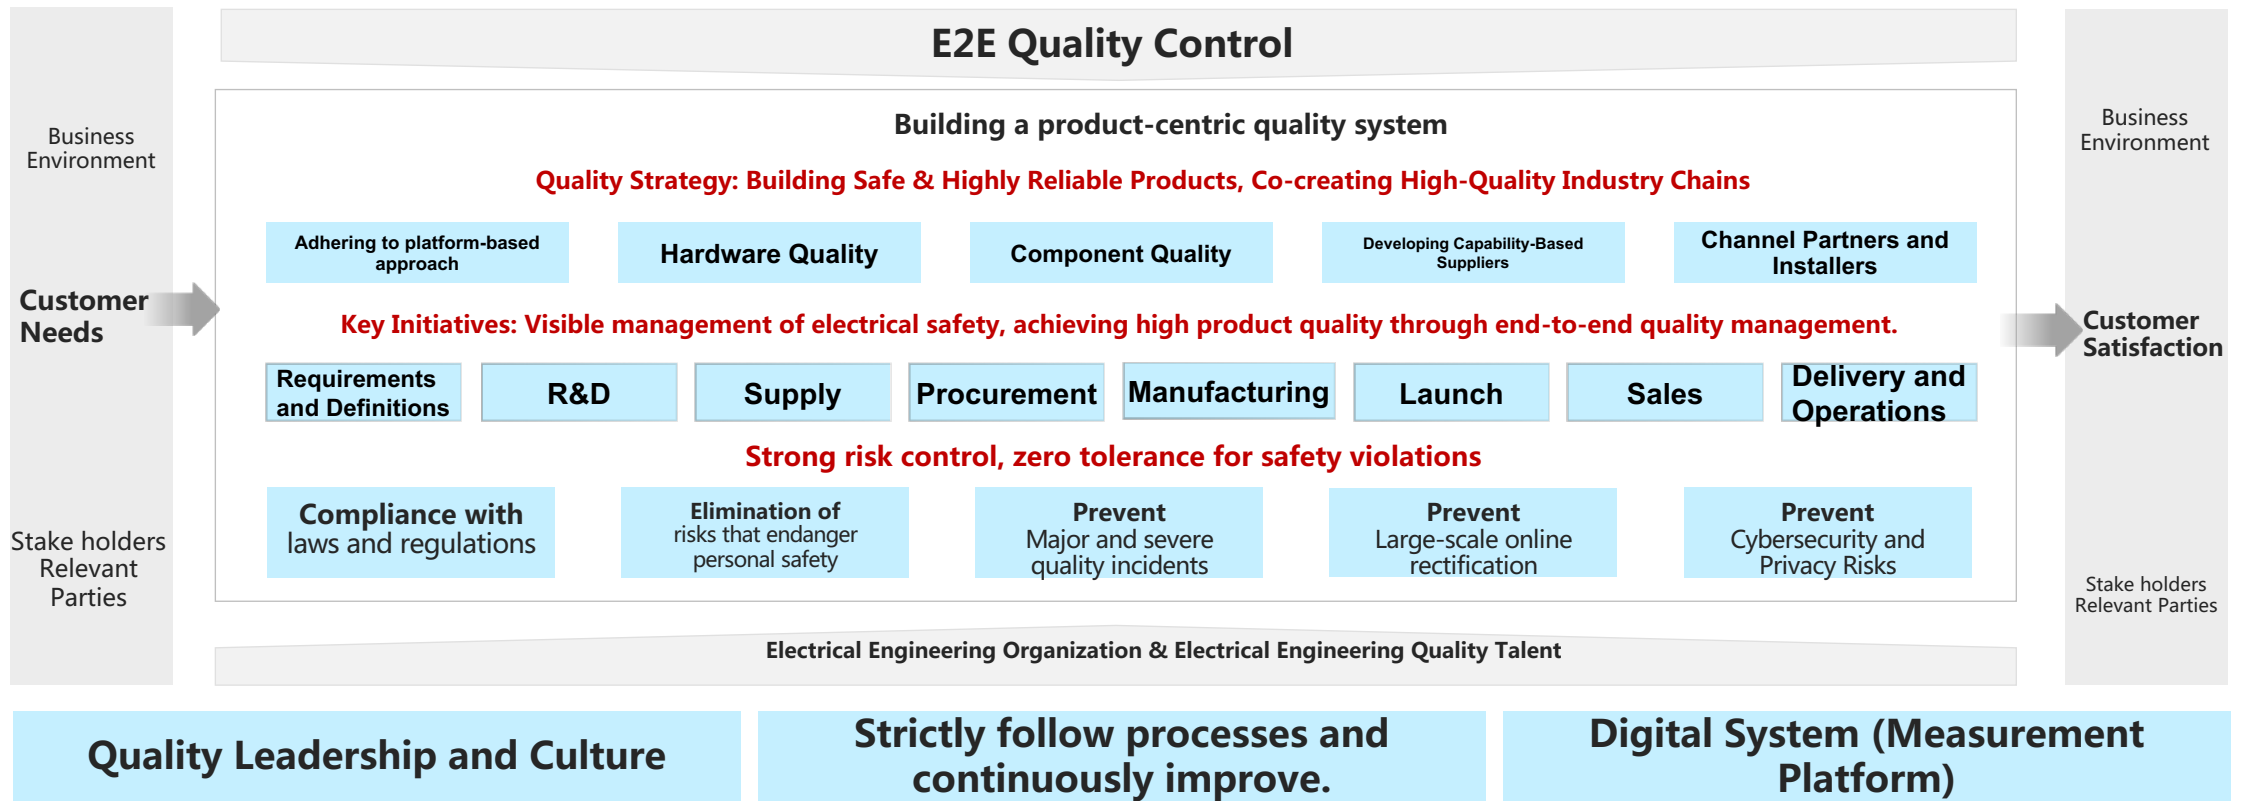 E2E Quality Control
Business
Environment
Customer
Needs
Stake holders
Relevant
Parties
Building a product-centric quality system
Quality Strategy: Building Safe & Highly Reliable Products, Co-creating High-Quality Industry Chains
Adhering to platform-based
approach
Hardware Quality
Component Quality
Developing Capability-Based
Suppliers
Channel Partners and
Installers
Key Initiatives: Visible management of electrical safety, achieving high product quality through end-to-end quality management.
Requirements
and Definitions
R&D
Supply
Procurement
Manufacturing
Launch
Sales
Delivery and
Operations
Strong risk control, zero tolerance for safety violations
Compliance with
laws and regulations
Elimination of
risks that endanger
personal safety
Prevent
Major and severe
quality incidents
Prevent
Large-scale online
rectification
Prevent
Cybersecurity and
Privacy Risks
Business
Environment
Customer
Satisfaction
Stake holders
Relevant Parties
Electrical Engineering Organization & Electrical Engineering Quality Talent
Quality Leadership and Culture
Strictly follow processes and
continuously improve.
Digital System (Measurement
Platform)